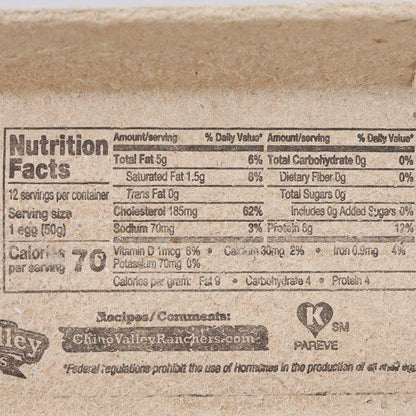 Nutrition Facts
12 servings per container
Serving size
1 egg (50g)
Calories per serving 70
Amount/serving % Daily Value*
Total Fat 5g 6%
Saturated Fat 1.5g 8%
Trans Fat 0g
Cholesterol 185mg 62%
Sodium 70mg 3%
Amount/serving % Daily Value*
Total Carbohydrate 0g 0%
Dietary Fiber 0g 0%
Total Sugars 0g
Includes 0g Added Sugars 0%
Protein 6g 12%
Vitamin D 1mcg 6% • Calcium 30mg 2% • Iron 0.9mg 4%
Potassium 70mg 0%
Calories per gram: Fat 9 • Carbohydrate 4 • Protein 4
Recipes/Comments:
ChinoValleyRanchers.com
Valley
K SM
PAREVE
*Federal regulations prohibit the use of Hormones in the production of all shell eggs